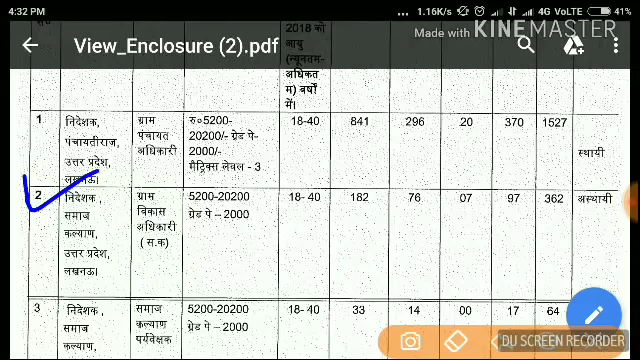 4:32 PM ... 1.16K/s 4G VoLTE 41%
Made with KINEMASTER
View_Enclosure (2).pdf
2018 को
आयु
(न्यूनतम-
अधिकत
म) वर्षों
में।
1 निदेशक, ग्राम रु०5200- 18-40 841 296 20 370 1527
पंचायतीराज, पंचायत 20200/- ग्रेड पे-
उत्तर प्रदेश, अधिकारी 2000/- स्थायी
लखनऊ। मैट्रिक्स लेवल - 3
2 निदेशक, ग्राम 5200-20200 18-40 182 76 07 97 362 अस्थायी
समाज विकास ग्रेड पे – 2000
कल्याण, अधिकारी
उत्तर प्रदेश, (स.क)
लखनऊ।
3 निदेशक, समाज 5200-20200 18-40 33 14 00 17 64
समाज कल्याण ग्रेड पे – 2000
कल्याण, पर्यवेक्षक
DU SCREEN RECORDER